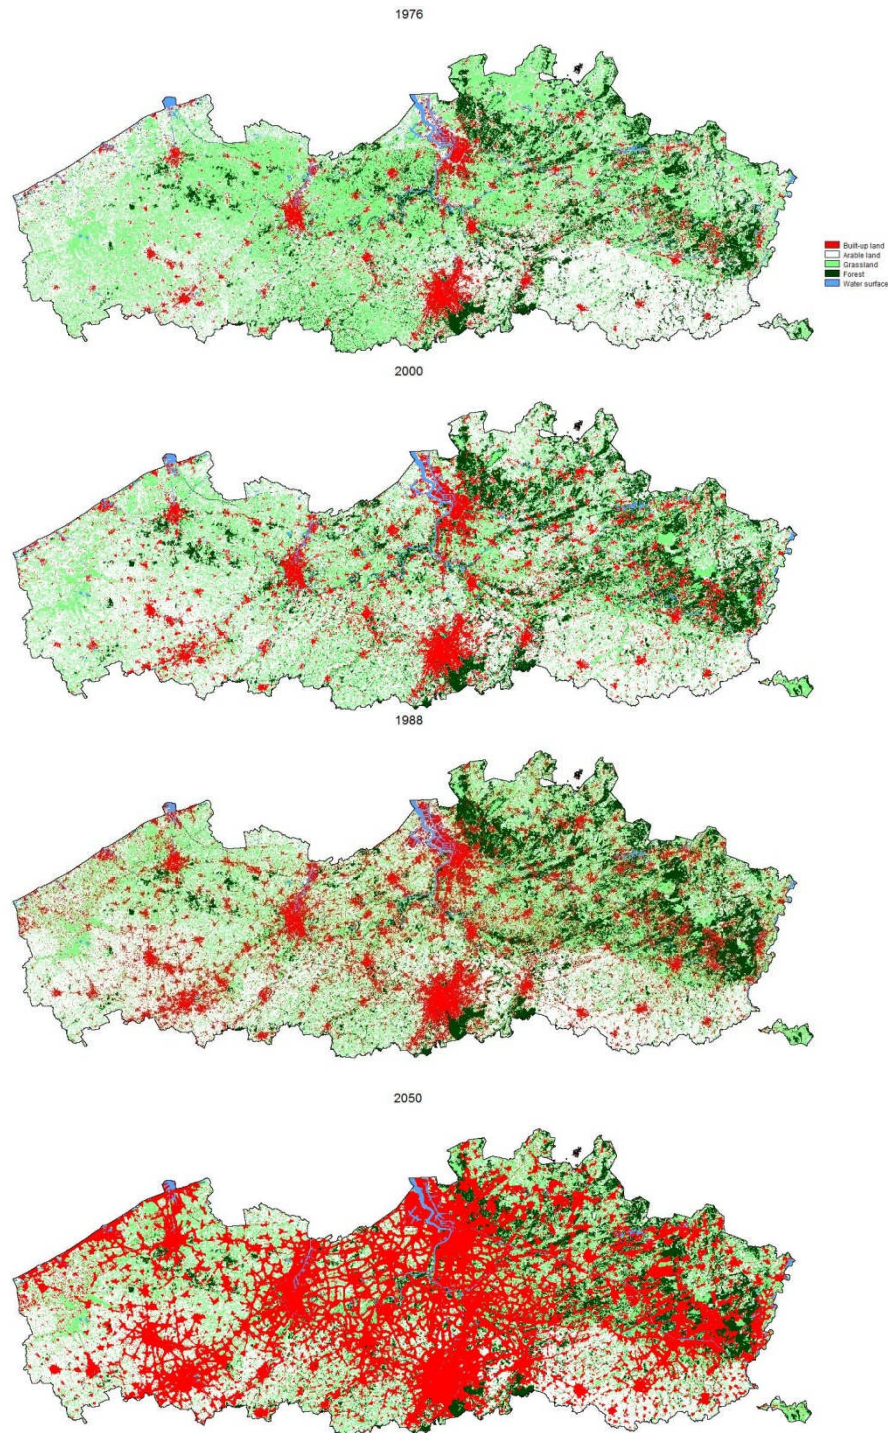 1976
Built-up land
Arable land
Grassland
Forest
Water surface
2000
1988
2050